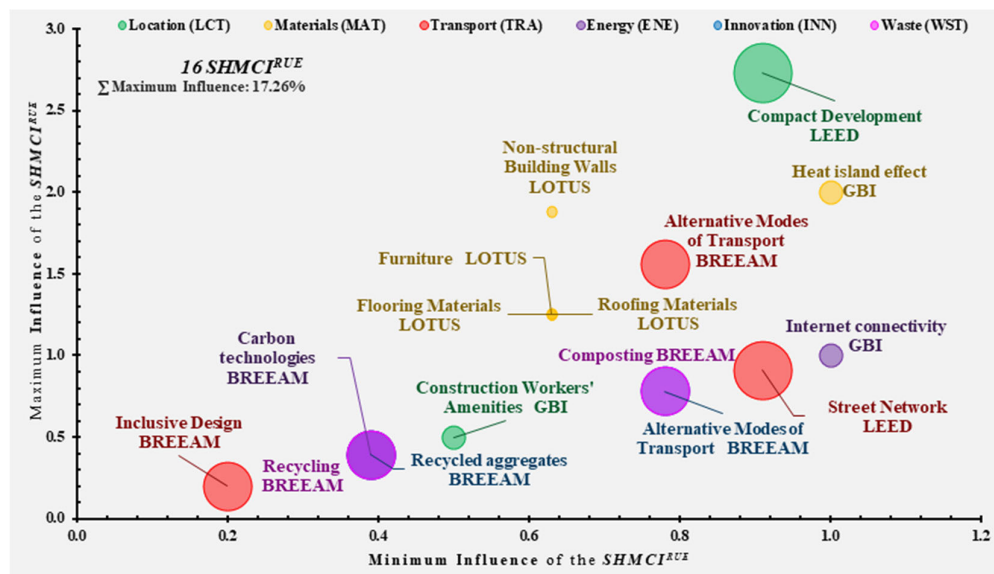 Location (LCT) Materials (MAT) Transport (TRA) Energy (ENE) Innovation (INN) Waste (WST)
16 SHMCI^RUE
∑ Maximum Influence: 17.26%
Maximum Influence of the SHMCI^RUE
3.0
2.5
2.0
1.5
1.0
0.5
0.0
Compact Development
LEED
Non-structural
Building Walls
LOTUS
Heat island effect
GBI
Alternative Modes
of Transport
BREEAM
Furniture LOTUS
Flooring Materials
LOTUS
Roofing Materials
LOTUS
Internet connectivity
GBI
Carbon
technologies
BREEAM
Composting BREEAM
Construction Workers'
Amenities GBI
Street Network
LEED
Inclusive Design
BREEAM
Alternative Modes of
Transport BREEAM
Recycling
BREEAM
Recycled aggregates
BREEAM
0.0 0.2 0.4 0.6 0.8 1.0 1.2
Minimum Influence of the SHMCI^RUE